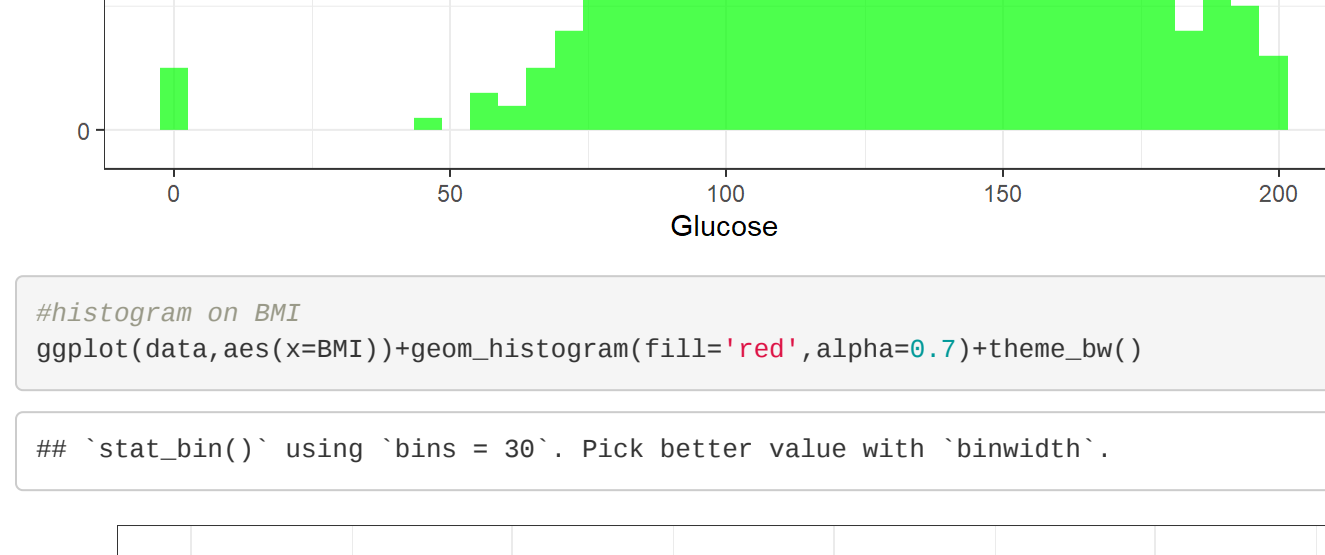 0
0 50 100 150 200
Glucose
#histogram on BMI
ggplot(data,aes(x=BMI))+geom_histogram(fill='red',alpha=0.7)+theme_bw()
## `stat_bin()` using `bins = 30`. Pick better value with `binwidth`.